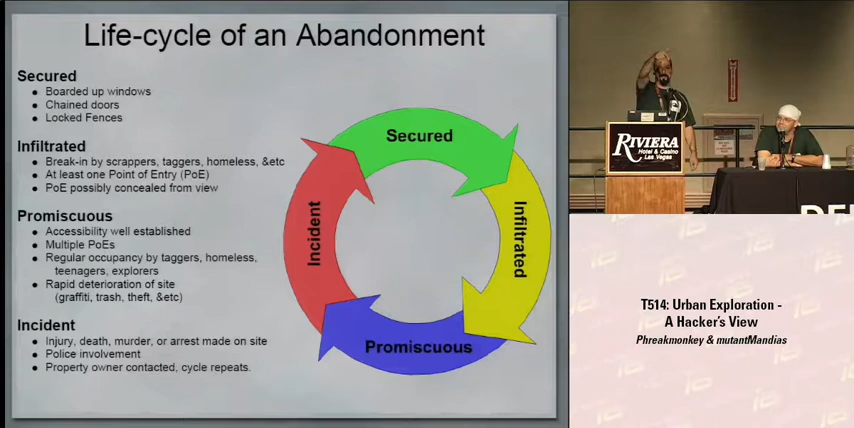 Life-cycle of an Abandonment
Secured
● Boarded up windows
● Chained doors
● Locked Fences
Infiltrated
● Break-in by scrappers, taggers, homeless, &etc
● At least one Point of Entry (PoE)
● PoE possibly concealed from view
Promiscuous
● Accessibility well established
● Multiple PoEs
● Regular occupancy by taggers, homeless,
teenagers, explorers
● Rapid deterioration of site
(graffiti, trash, theft, &etc)
Incident
● Injury, death, murder, or arrest made on site
● Police involvement
● Property owner contacted, cycle repeats.
Secured
Infiltrated
Promiscuous
Incident
RIVIERA
Hotel & Casino
Las Vegas
T514: Urban Exploration -
A Hacker's View
Phreakmonkey & mutantMandias